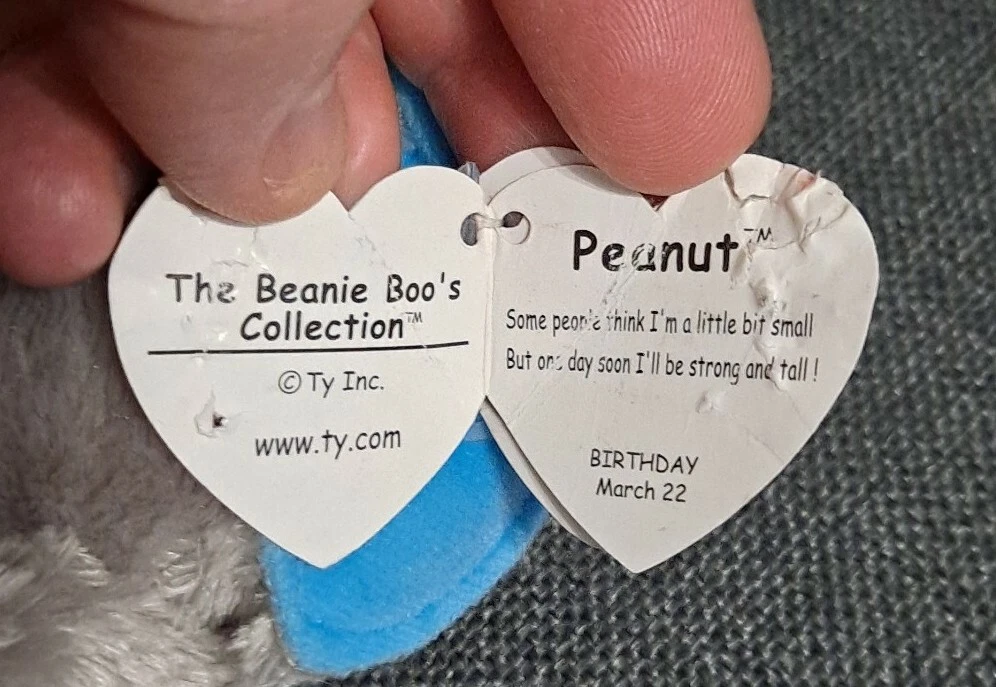 The Beanie Boo's
Collection™
© Ty Inc.
www.ty.com
Peanut™
Some people think I'm a little bit small
But one day soon I'll be strong and tall !
BIRTHDAY
March 22